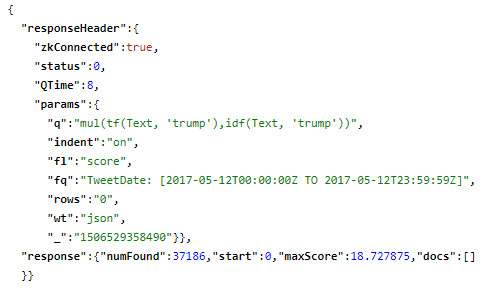 {
"responseHeader":{
"zkConnected":true,
"status":0,
"QTime":8,
"params":{
"q":"mul(tf(Text, 'trump'),idf(Text, 'trump'))",
"indent":"on",
"fl":"score",
"fq":"TweetDate: [2017-05-12T00:00:00Z TO 2017-05-12T23:59:59Z]",
"rows":"0",
"wt":"json",
"_":"1506529358490"}},
"response":{"numFound":37186,"start":0,"maxScore":18.727875,"docs":[]
}}